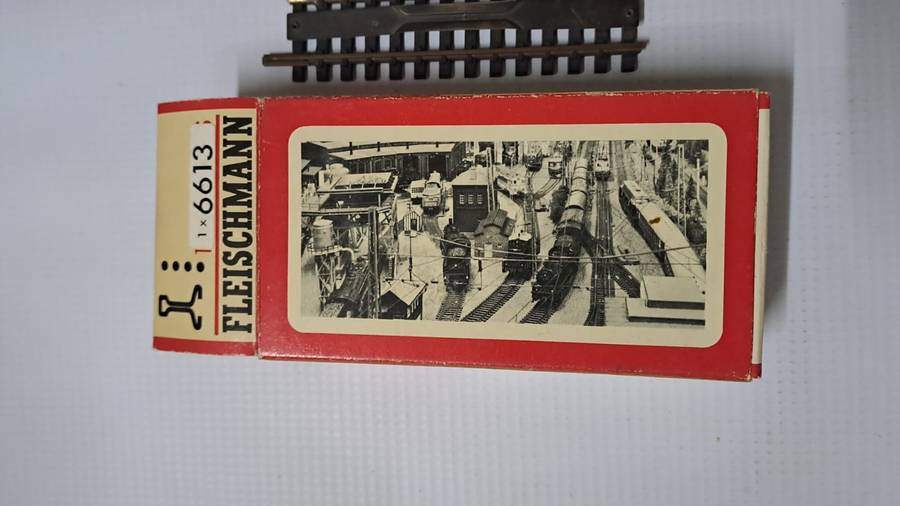 1 x 6613
FLEISCHMANN